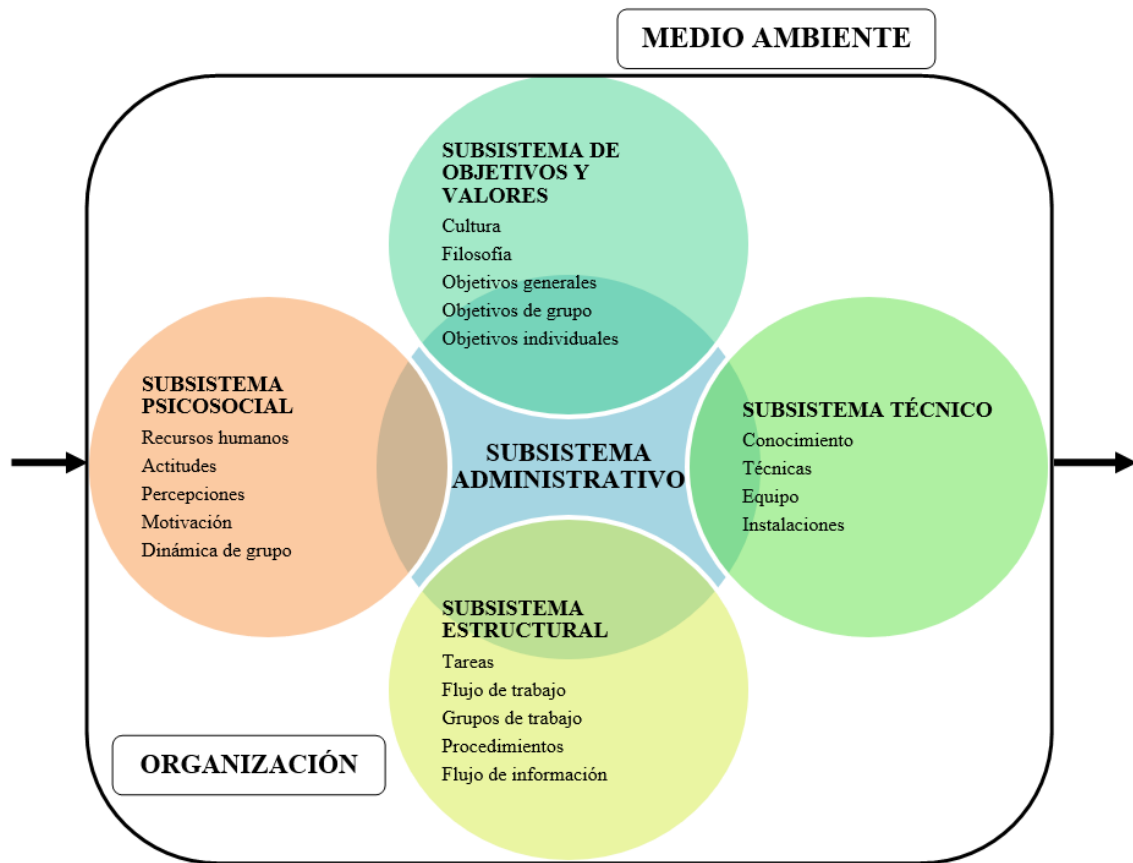 MEDIO AMBIENTE
SUBSISTEMA DE
OBJETIVOS Y
VALORES
Cultura
Filosofía
Objetivos generales
Objetivos de grupo
Objetivos individuales
SUBSISTEMA
PSICOSOCIAL
Recursos humanos
Actitudes
Percepciones
Motivación
Dinámica de grupo
SUBSISTEMA
ADMINISTRATIVO
SUBSISTEMA TÉCNICO
Conocimiento
Técnicas
Equipo
Instalaciones
SUBSISTEMA
ESTRUCTURAL
Tareas
Flujo de trabajo
Grupos de trabajo
Procedimientos
Flujo de información
ORGANIZACIÓN